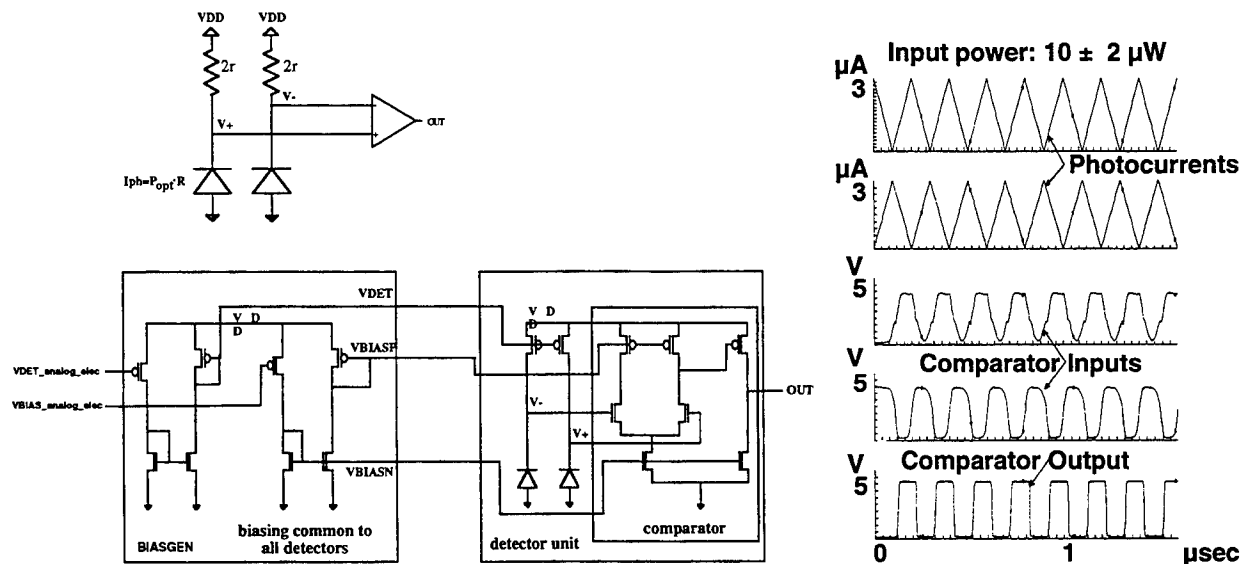 VDD VDD
2r 2r
V-
V+
OUT
Iph=Popt·R
VDET
V D
D
VBIASP
VDET_analog_elec
VBIAS_analog_elec
VBIASN
BIASGEN
biasing common to
all detectors
V D
D
V-
V+
OUT
detector unit
comparator
Input power: 10 ± 2 µW
µA
3
Photocurrents
µA
3
V
5
Comparator Inputs
V
5
Comparator Output
V
5
0 1 µsec